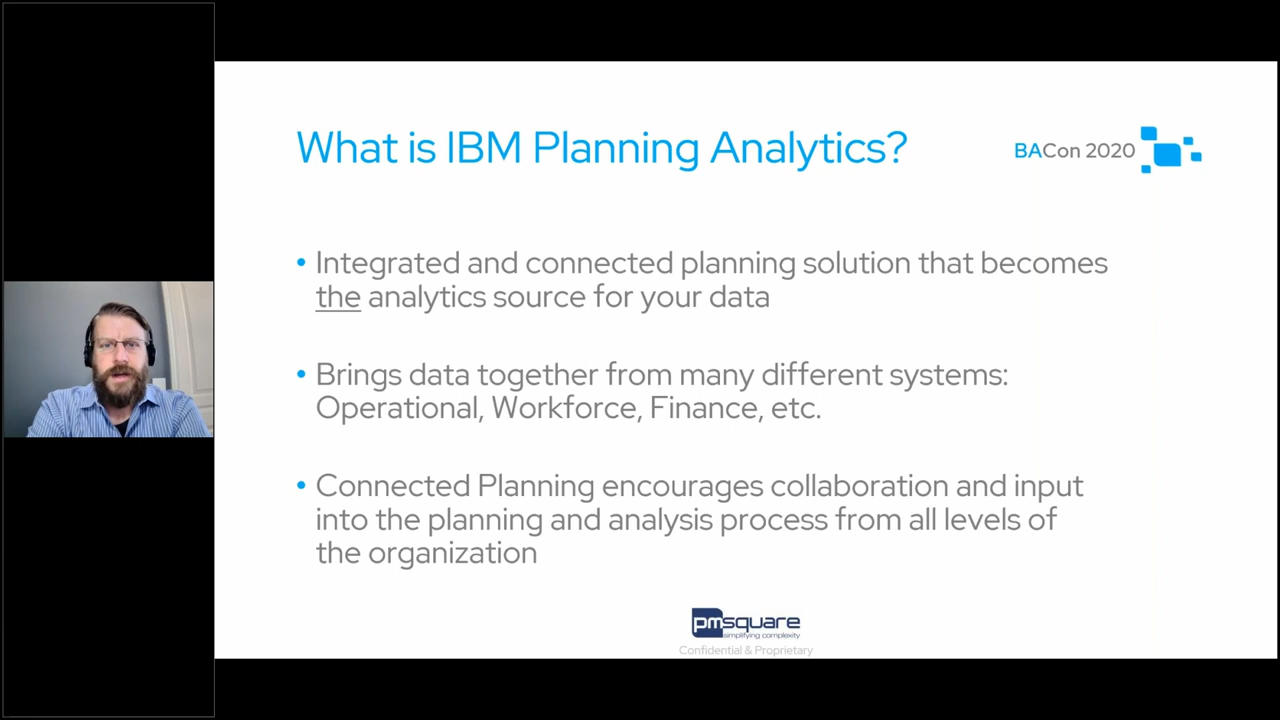 What is IBM Planning Analytics?
BACon 2020
• Integrated and connected planning solution that becomes
the analytics source for your data
• Brings data together from many different systems:
Operational, Workforce, Finance, etc.
• Connected Planning encourages collaboration and input
into the planning and analysis process from all levels of
the organization
pmsquare
simplifying complexity
Confidential & Proprietary